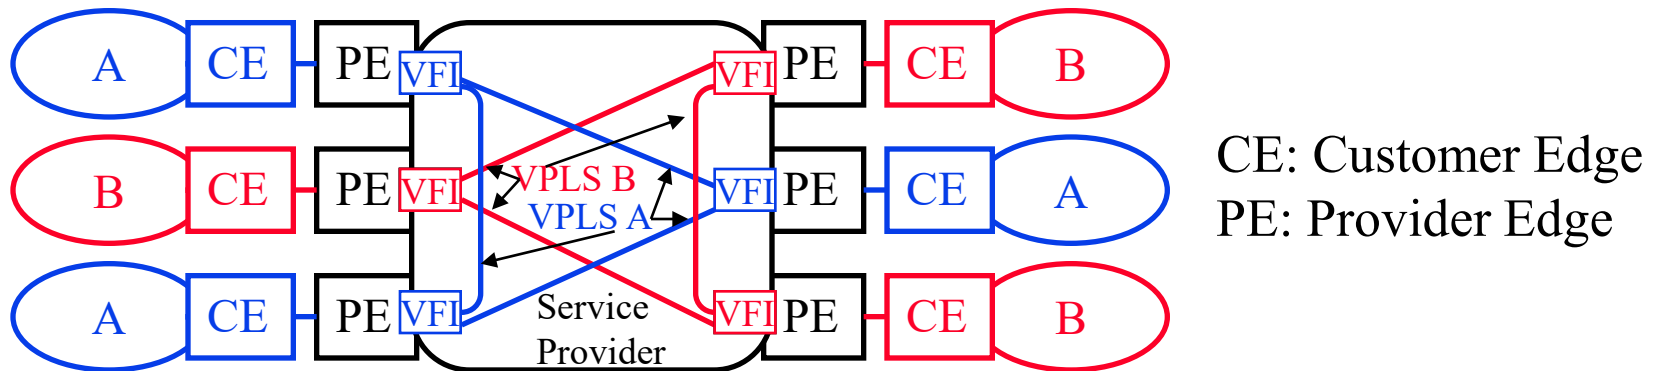 A CE PE VFI VFI PE CE B
B CE PE VFI VPLS B VFI PE CE A
VPLS A
A CE PE VFI VFI PE CE B
Service
Provider
CE: Customer Edge
PE: Provider Edge